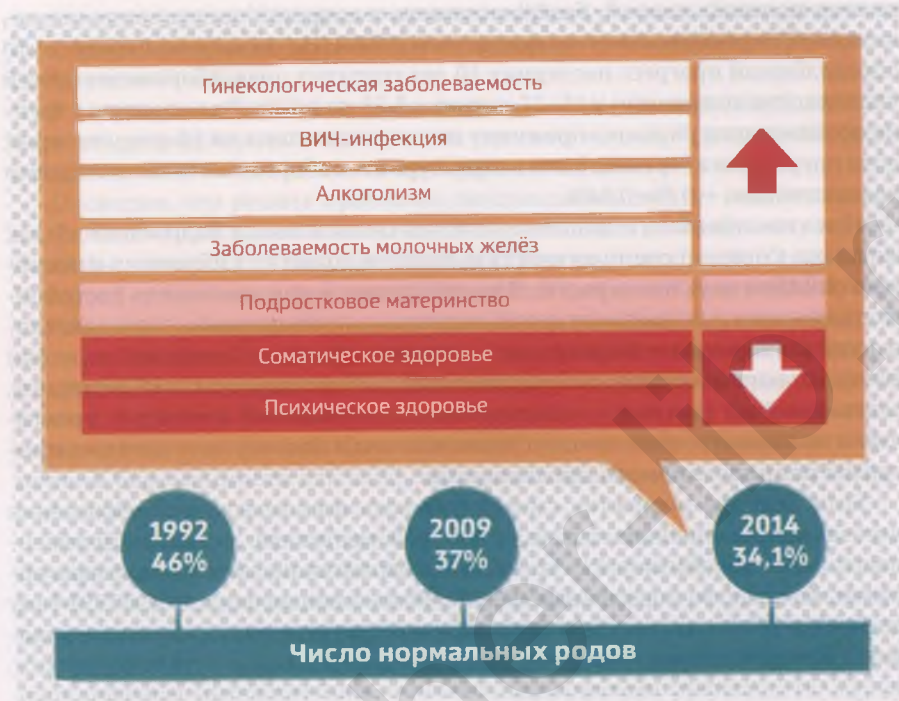 Гинекологическая заболеваемость
ВИЧ-инфекция
Алкоголизм
Заболеваемость молочных желёз
Подростковое материнство
Соматическое здоровье
Психическое здоровье
1992
46%
2009
37%
2014
34,1%
Число нормальных родов